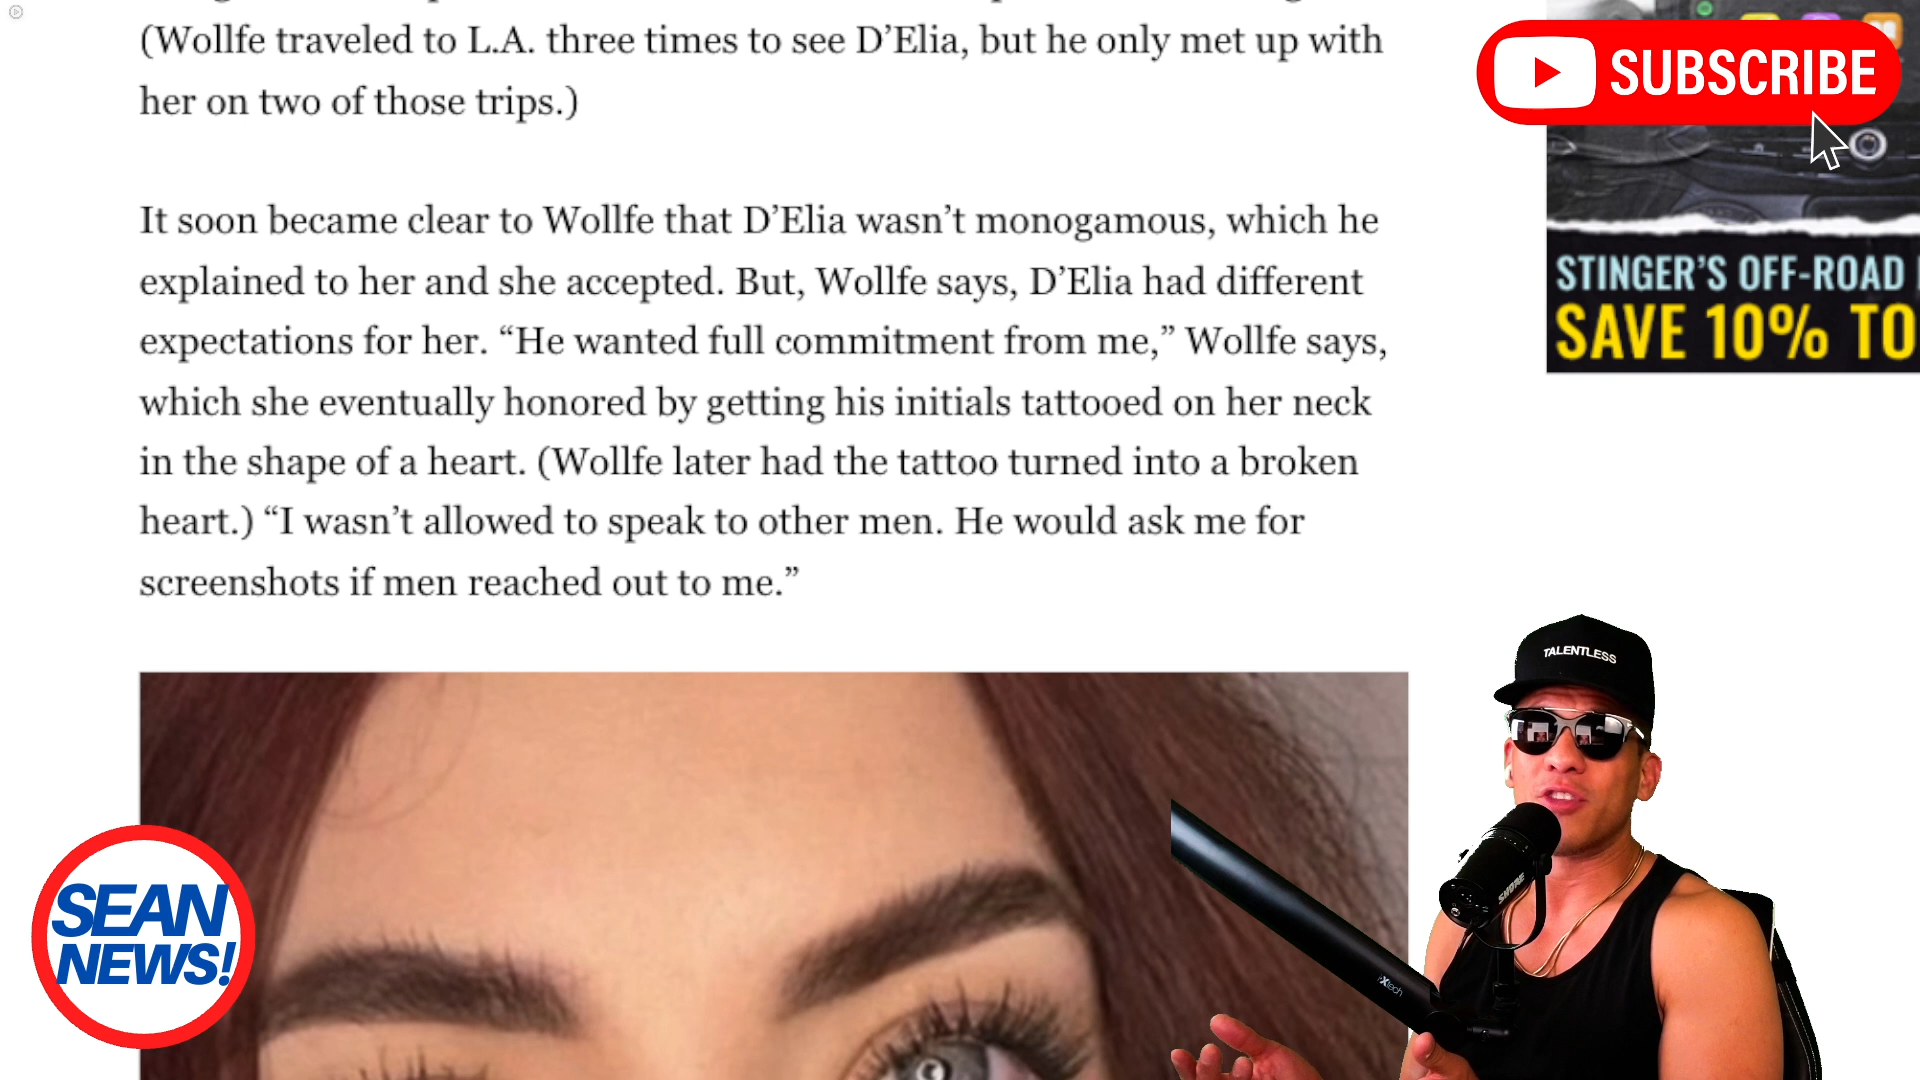 (Wollfe traveled to L.A. three times to see D’Elia, but he only met up with
her on two of those trips.)
It soon became clear to Wollfe that D’Elia wasn’t monogamous, which he
explained to her and she accepted. But, Wollfe says, D’Elia had different
expectations for her. “He wanted full commitment from me,” Wollfe says,
which she eventually honored by getting his initials tattooed on her neck
in the shape of a heart. (Wollfe later had the tattoo turned into a broken
heart.) “I wasn’t allowed to speak to other men. He would ask me for
screenshots if men reached out to me.”
SUBSCRIBE
STINGER’S OFF-ROAD
SAVE 10% TO
TALENTLESS
SHURE
iXtech
SEAN
NEWS!